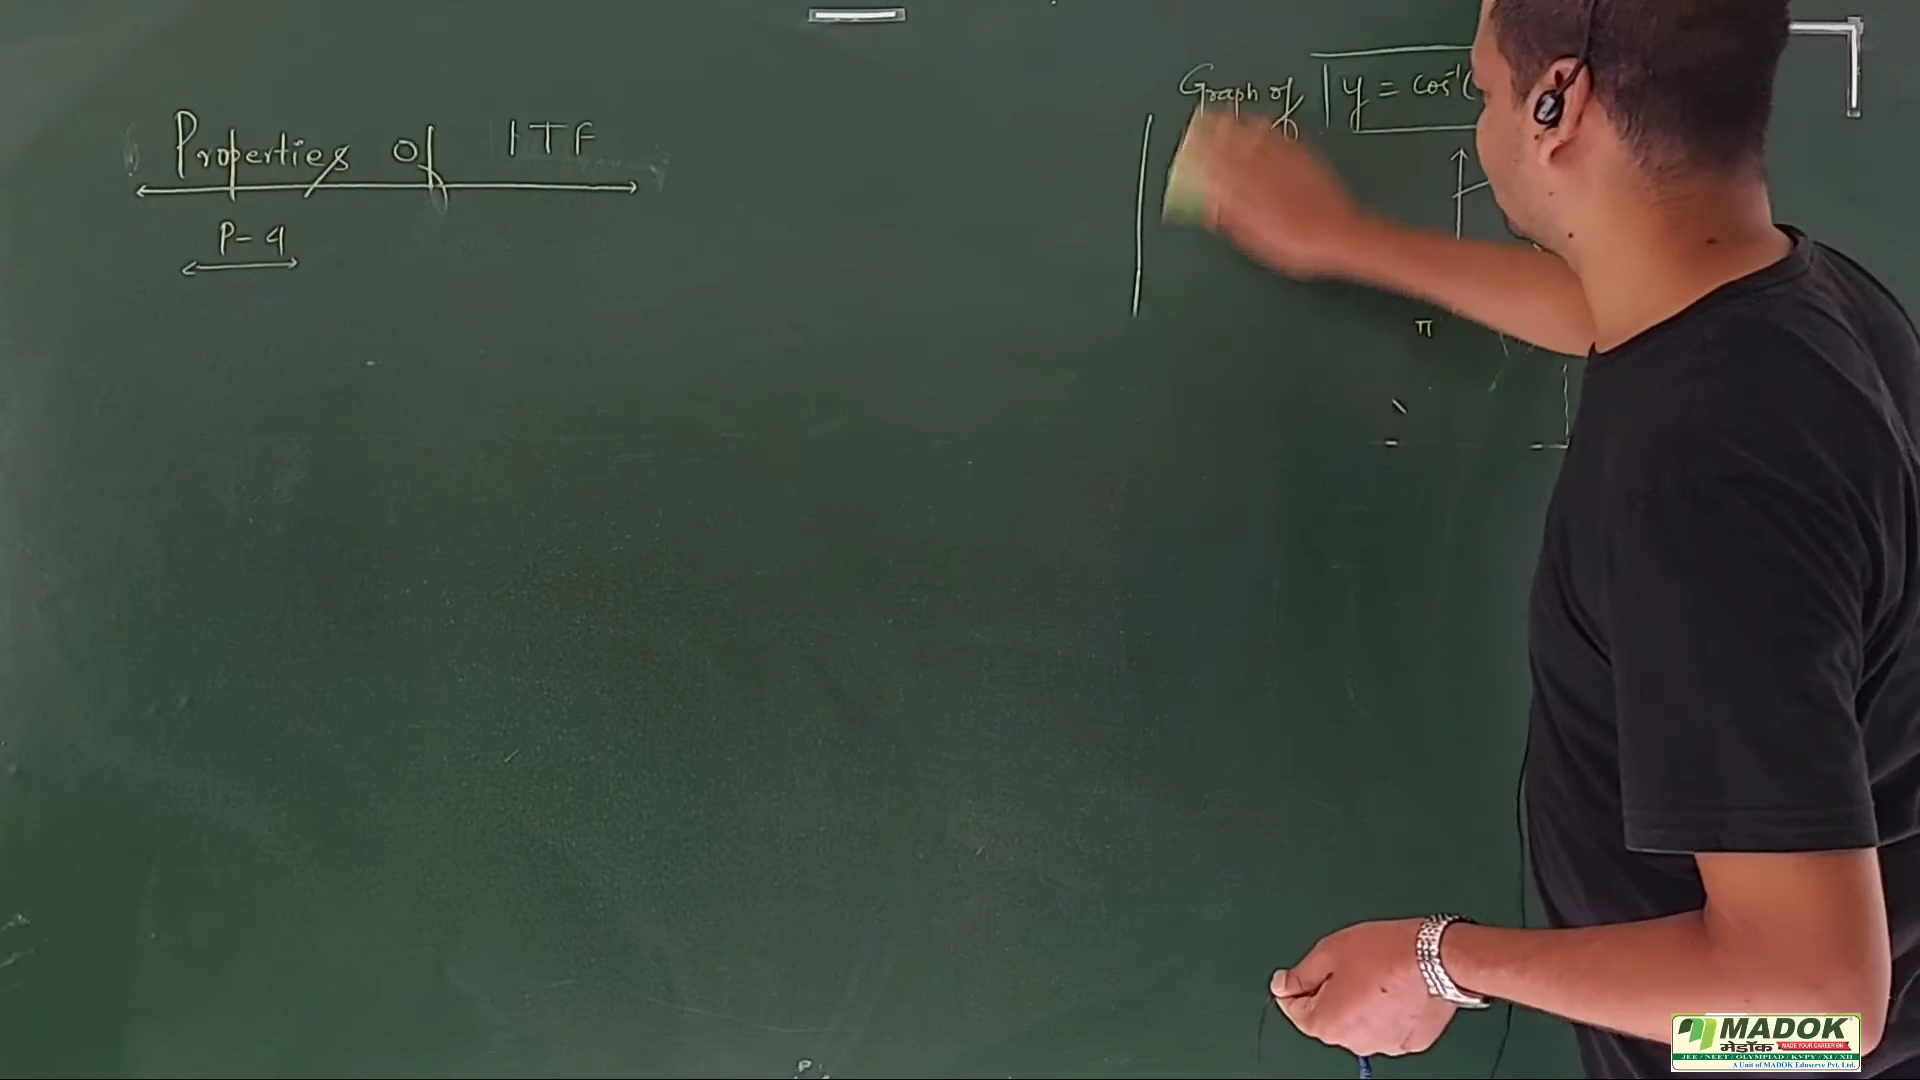 Properties of ITF
P-4
Graph of y = cos⁻¹(
π
MADOK
मेडॉक MADE YOUR CAREER ON
JEE / NEET / OLYMPIAD / KVPY / XI / XII
A Unit of MADOK Eduserve Pvt. Ltd.